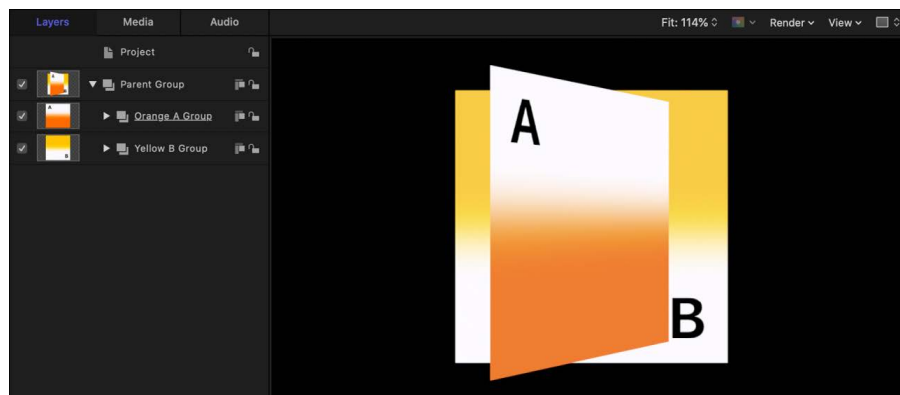 Layers Media Audio Fit: 114% Render View
Project
Parent Group
Orange A Group
Yellow B Group
A
B